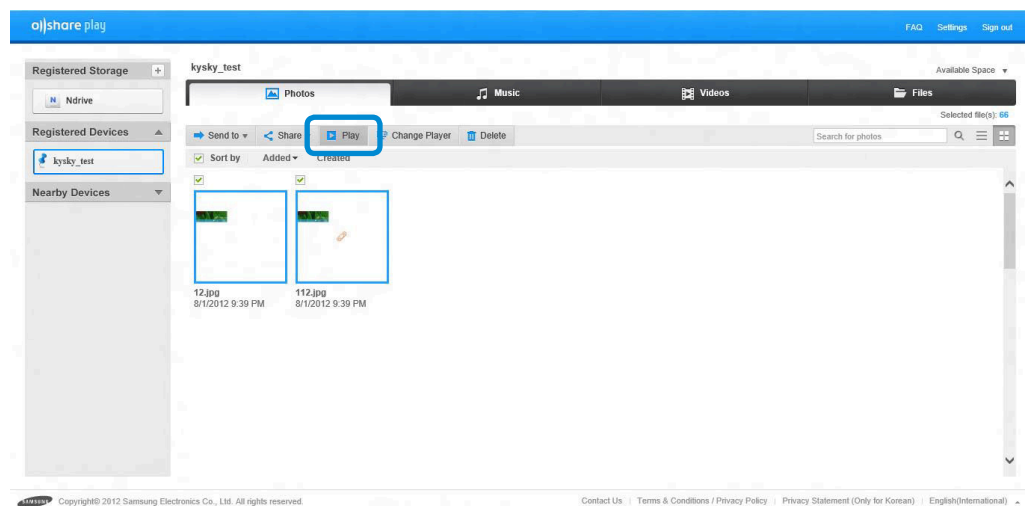 allshare play
FAQ Settings Sign out
Registered Storage +
N Ndrive
Registered Devices
kysky_test
Nearby Devices
kysky_test
Available Space
Photos Music Videos Files
Selected file(s): 66
Send to Share Play Change Player Delete
Search for photos
Sort by Added Created
12.jpg
8/1/2012 9:39 PM
112.jpg
8/1/2012 9:39 PM
SAMSUNG Copyright© 2012 Samsung Electronics Co., Ltd. All rights reserved.
Contact Us | Terms & Conditions / Privacy Policy | Privacy Statement (Only for Korean) | English(International)